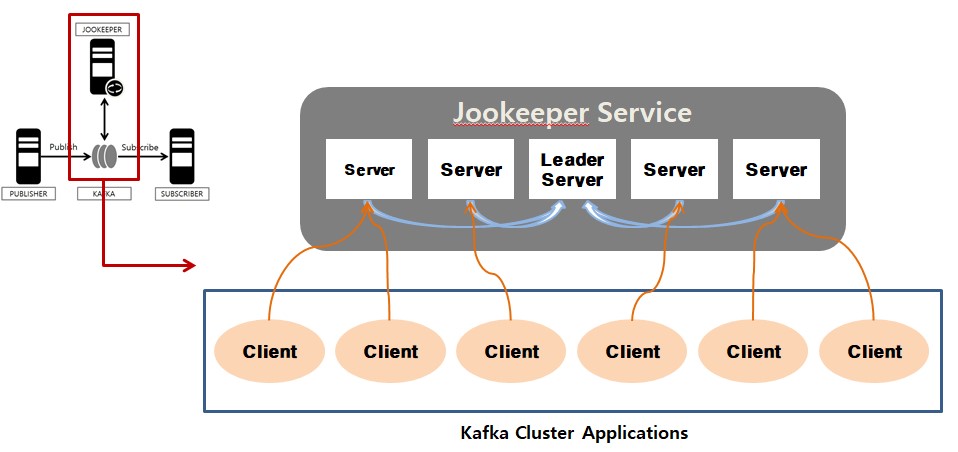 JOOKEEPER
Publish
Subscribe
PUBLISHER
KAFKA
SUBSCRIBER
Jookeeper Service
Server
Server
Leader
Server
Server
Server
Client
Client
Client
Client
Client
Client
Kafka Cluster Applications